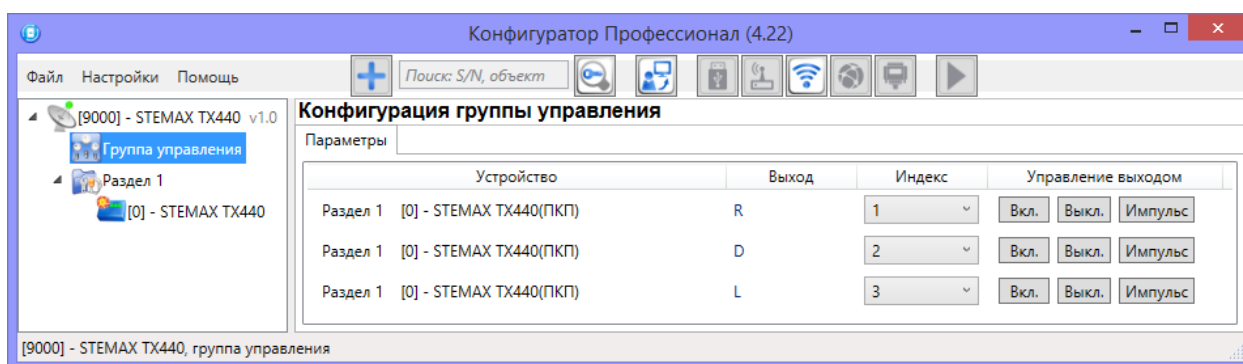 Конфигуратор Профессионал (4.22)
Файл Настройки Помощь Поиск: S/N, объект
[9000] - STEMAX TX440 v1.0
Группа управления
Раздел 1
[0] - STEMAX TX440
Конфигурация группы управления
Параметры
Устройство Выход Индекс Управление выходом
Раздел 1 [0] - STEMAX TX440(ПКП) R 1 Вкл. Выкл. Импульс
Раздел 1 [0] - STEMAX TX440(ПКП) D 2 Вкл. Выкл. Импульс
Раздел 1 [0] - STEMAX TX440(ПКП) L 3 Вкл. Выкл. Импульс
[9000] - STEMAX TX440, группа управления